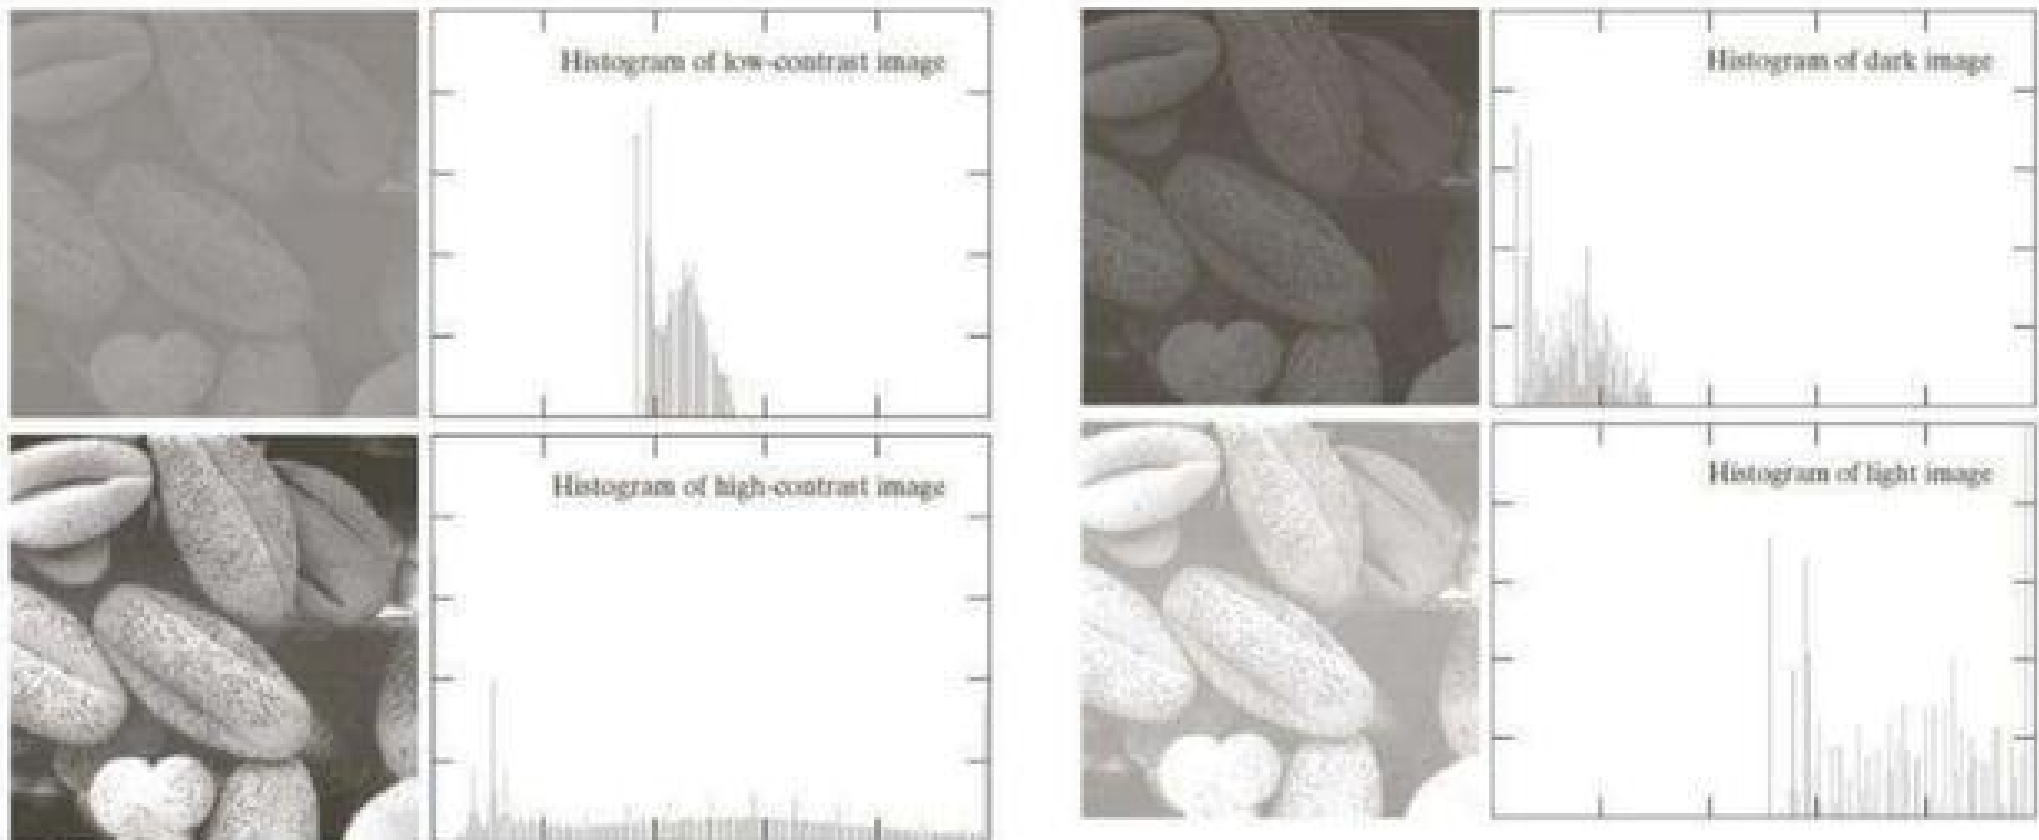 Histogram of low-contrast image
Histogram of dark image
Histogram of high-contrast image
Histogram of light image